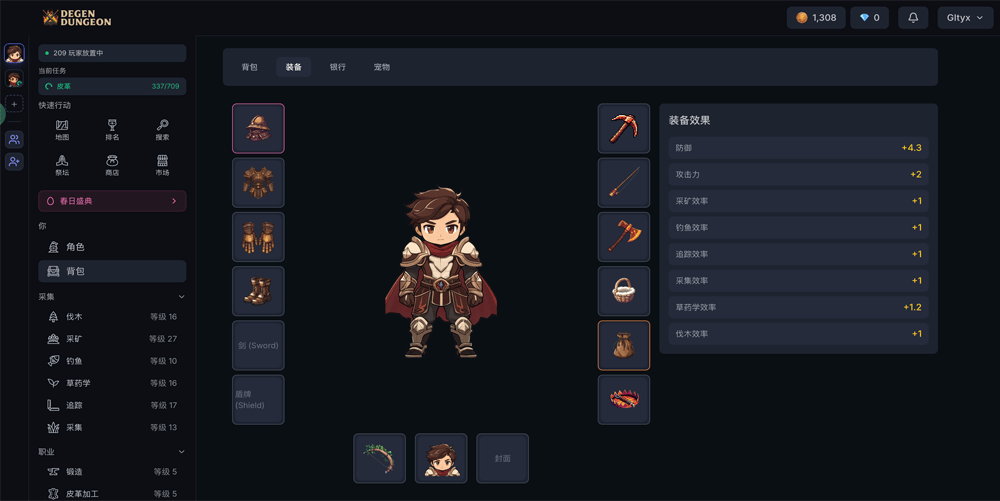 DEGEN
DUNGEON
1,308
0
Gltyx
209 玩家放置中
当前任务
皮革
337/709
快速行动
地图
排名
搜索
祭坛
商店
市场
春日盛典
你
角色
背包
采集
伐木
等级 16
采矿
等级 27
钓鱼
等级 10
草药学
等级 16
追踪
等级 17
采集
等级 13
职业
锻造
等级 5
皮革加工
等级 5
背包
装备
银行
宠物
剑 (Sword)
盾牌
(Shield)
封面
装备效果
防御
+4.3
攻击力
+2
采矿效率
+1
钓鱼效率
+1
追踪效率
+1
采集效率
+1
草药学效率
+1.2
伐木效率
+1